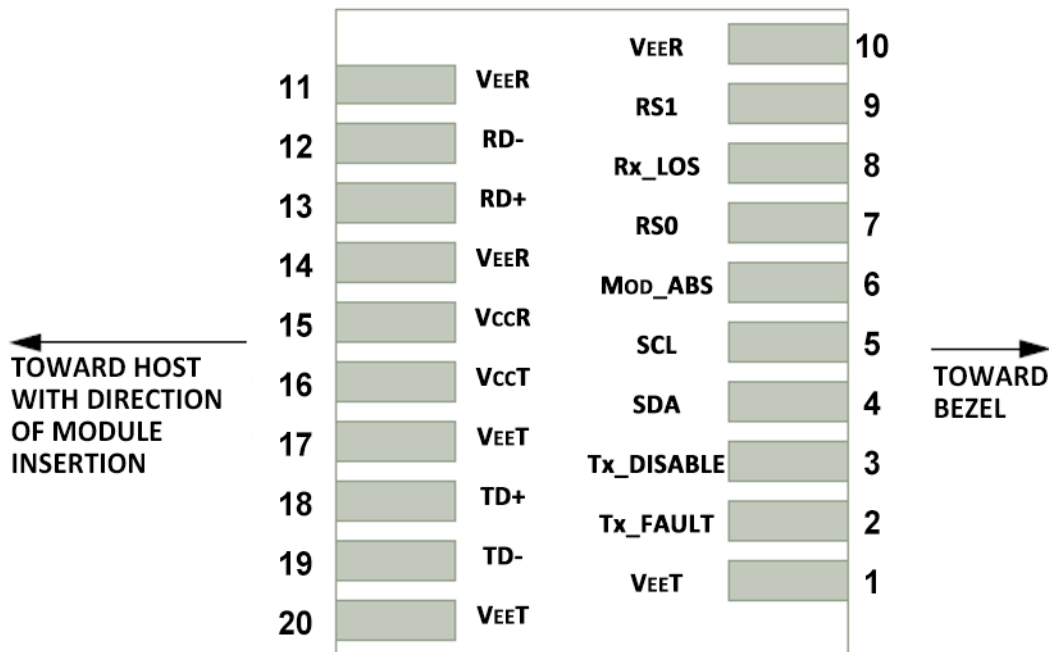 VEER 10
11 VEER
RS1 9
12 RD-
Rx_LOS 8
13 RD+
RS0 7
14 VEER
MOD_ABS 6
15 VCCR
SCL 5
16 VCCT
SDA 4
17 VEET
Tx_DISABLE 3
18 TD+
Tx_FAULT 2
19 TD-
VEET 1
20 VEET
TOWARD HOST
WITH DIRECTION
OF MODULE
INSERTION
TOWARD
BEZEL